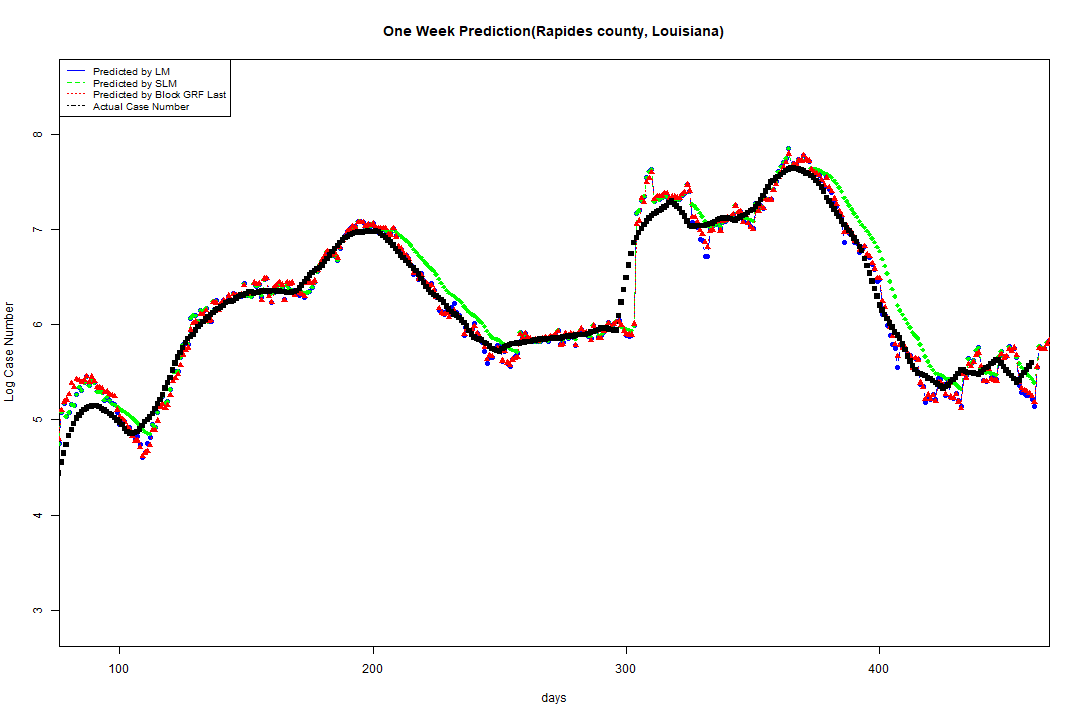 One Week Prediction(Rapides county, Louisiana)
Predicted by LM
Predicted by SLM
Predicted by Block GRF Last
Actual Case Number
8
7
6
5
4
3
Log Case Number
100 200 300 400
days